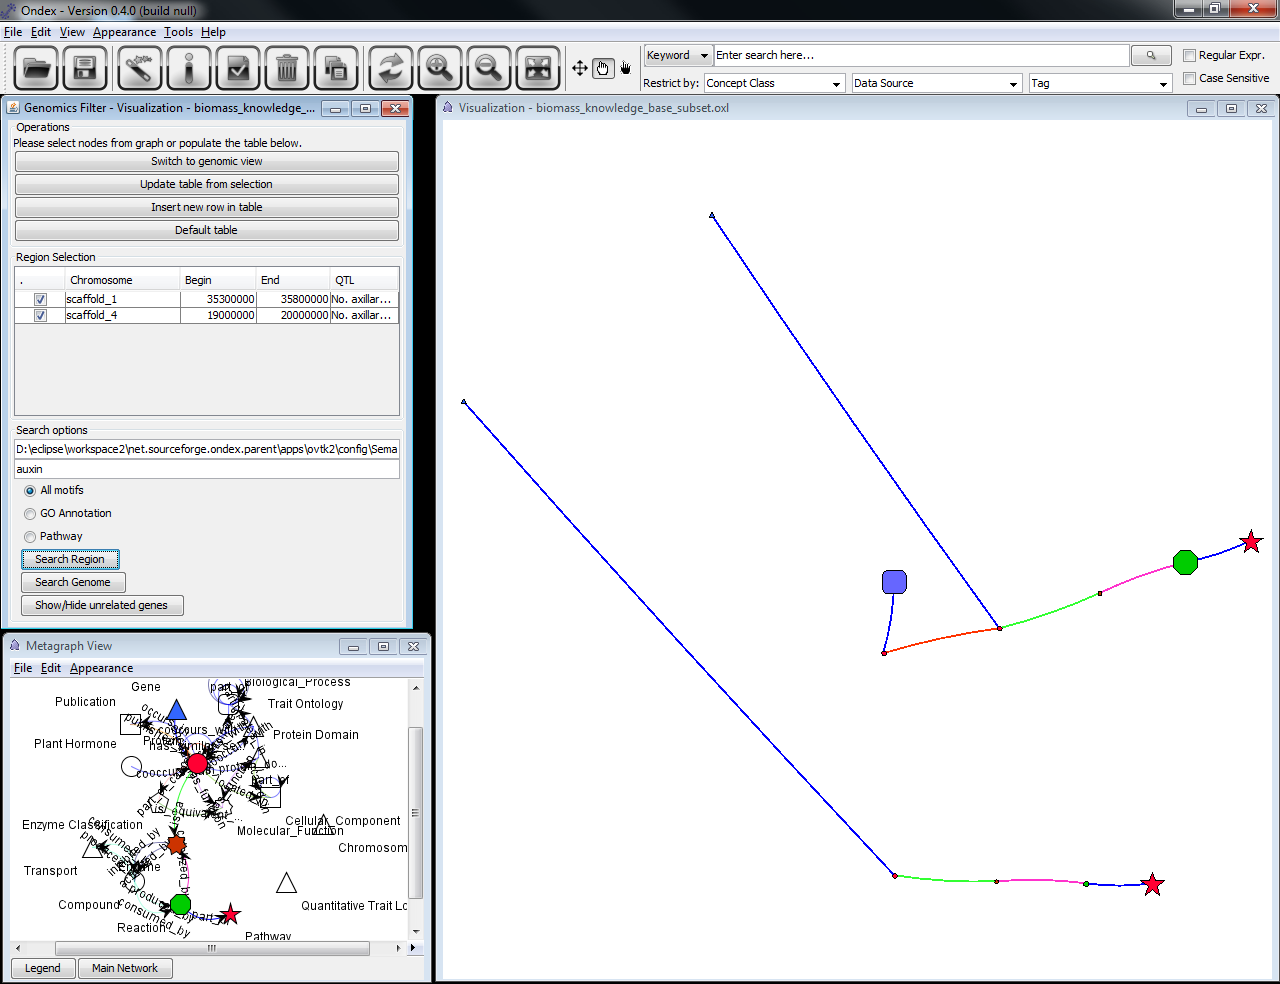 Ondex - Version 0.4.0 (build null)
File Edit View Appearance Tools Help
Keyword Enter search here... Regular Expr.
Restrict by: Concept Class Data Source Tag Case Sensitive
Genomics Filter - Visualization - biomass_knowledge_...
Operations
Please select nodes from graph or populate the table below.
Switch to genomic view
Update table from selection
Insert new row in table
Default table
Region Selection
. Chromosome Begin End QTL
scaffold_1 35300000 35800000 No. axillar...
scaffold_4 19000000 20000000 No. axillar...
Search options
D:\eclipse\workspace2\net.sourceforge.ondex.parent\apps\ovtk2\config\Sema
auxin
All motifs
GO Annotation
Pathway
Search Region
Search Genome
Show/Hide unrelated genes
Visualization - biomass_knowledge_base_subset.oxl
Metagraph View
File Edit Appearance
Gene
part_of
Biological_Process
Publication
Trait Ontology
Plant Hormone
Protein
Protein Domain
part_of
Enzyme Classification
Cellular_Component
Molecular_Function
Chromosom
Transport
Enzyme
Compound
Quantitative Trait Lo
consumed_by
Reaction
Pathway
Legend Main Network